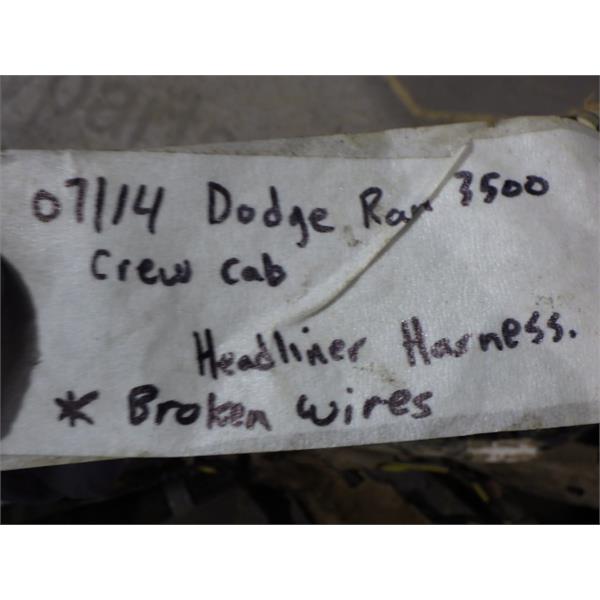 07/14 Dodge Ram 3500
crew cab
Headliner Harness.
* Broken wires